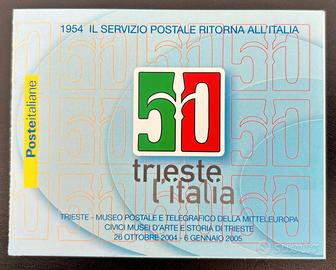 1954 IL SERVIZIO POSTALE RITORNA ALL'ITALIA
Posteitaliane
50
trieste
l'italia
TRIESTE - MUSEO POSTALE E TELEGRAFICO DELLA MITTELEUROPA
CIVICI MUSEI D'ARTE E STORIA DI TRIESTE
26 OTTOBRE 2004 - 6 GENNAIO 2005
subito